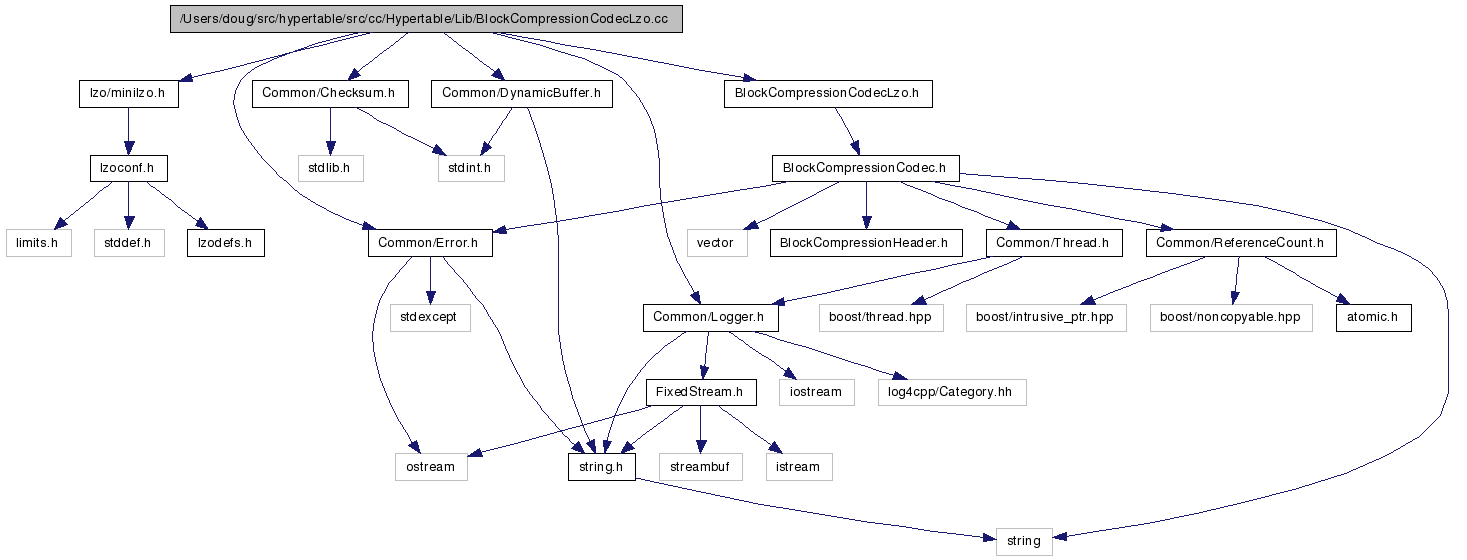 /Users/doug/src/hypertable/src/cc/Hypertable/Lib/BlockCompressionCodecLzo.cc
lzo/minilzo.h
Common/Checksum.h
Common/DynamicBuffer.h
BlockCompressionCodecLzo.h
lzoconf.h
stdlib.h
stdint.h
BlockCompressionCodec.h
limits.h
stddef.h
lzodefs.h
Common/Error.h
vector
BlockCompressionHeader.h
Common/Thread.h
Common/ReferenceCount.h
stdexcept
Common/Logger.h
boost/thread.hpp
boost/intrusive_ptr.hpp
boost/noncopyable.hpp
atomic.h
FixedStream.h
iostream
log4cpp/Category.hh
ostream
string.h
streambuf
istream
string